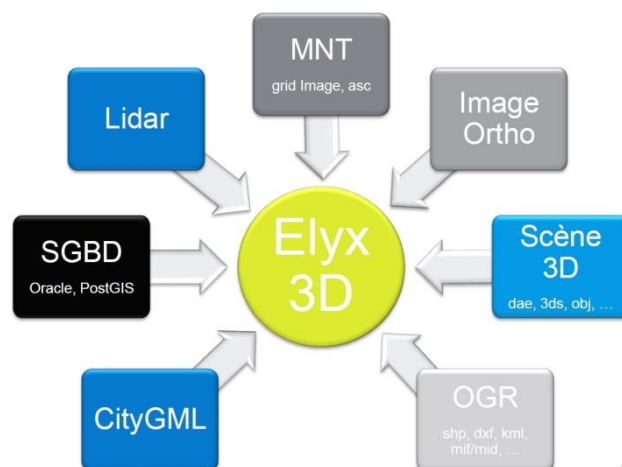 MNT
grid Image, asc
Lidar
Image
Ortho
SGBD
Oracle, PostGIS
Elyx
3D
Scène
3D
dae, 3ds, obj, ...
CityGML
OGR
shp, dxf, kml,
mif/mid, ...